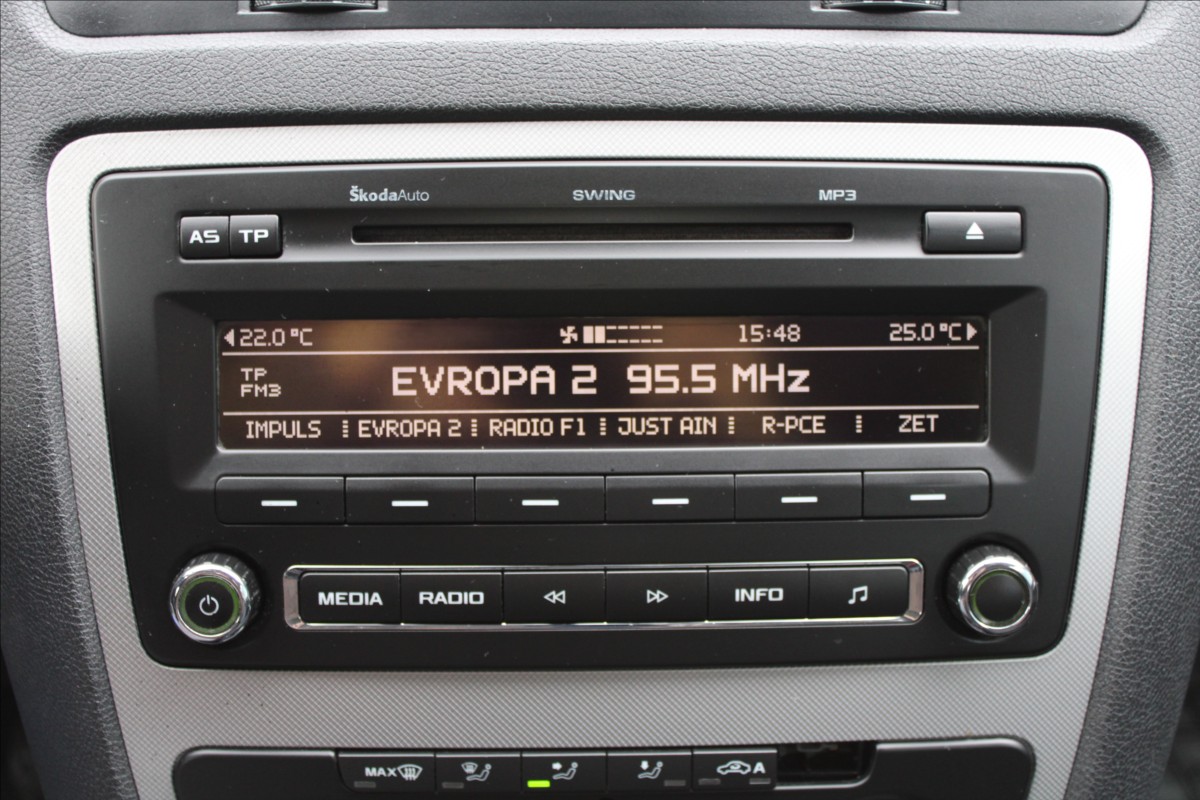 ŠkodaAuto SWING MP3
AS TP
22.0 °C 15:48 25.0 °C
TP
FM3
EVROPA 2 95.5 MHz
IMPULS EVROPA 2 RADIO F1 JUST AIN R-PCE ZET
MEDIA RADIO INFO
MAX A